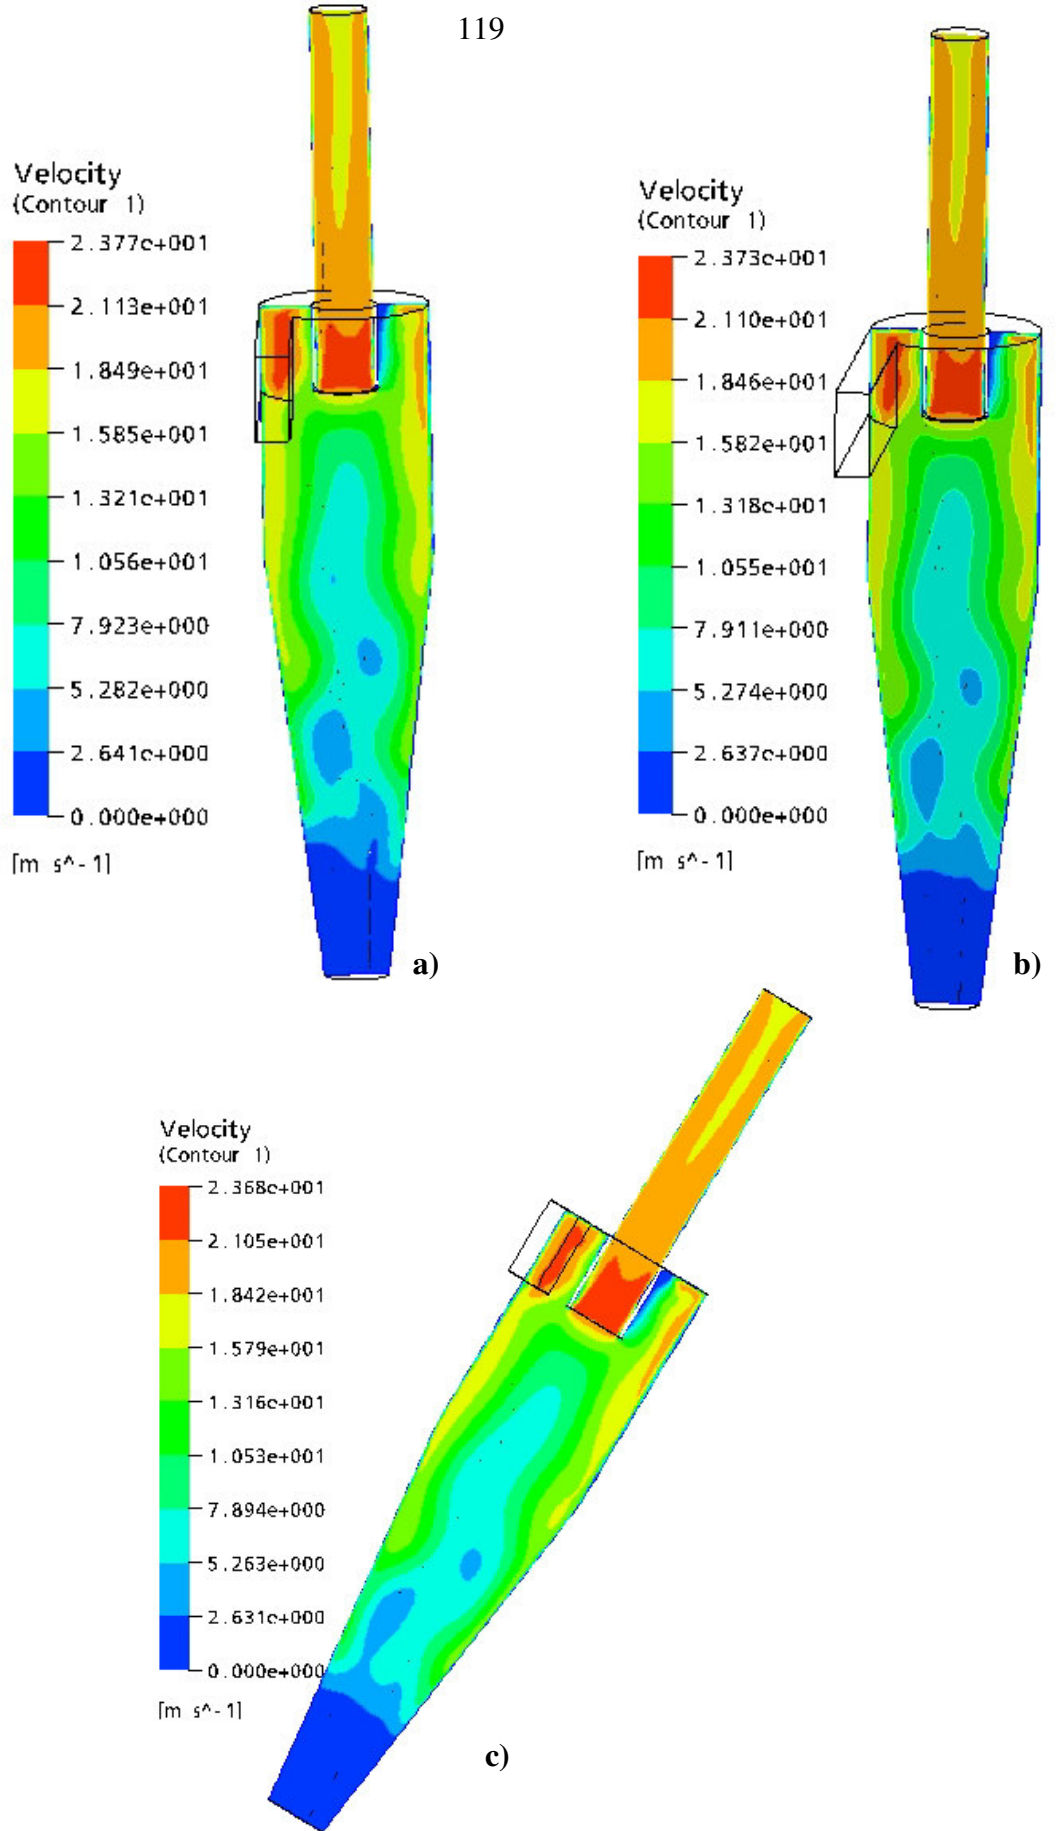 119
Velocity
(Contour 1)
2.377e+001
2.113e+001
1.849e+001
1.585e+001
1.321e+001
1.056e+001
7.923e+000
5.282e+000
2.641e+000
0.000e+000
[m s^-1]
a)
Velocity
(Contour 1)
2.373e+001
2.110e+001
1.846e+001
1.582e+001
1.318e+001
1.055e+001
7.911e+000
5.274e+000
2.637e+000
0.000e+000
[m s^-1]
b)
Velocity
(Contour 1)
2.368e+001
2.105e+001
1.842e+001
1.579e+001
1.316e+001
1.053e+001
7.894e+000
5.263e+000
2.631e+000
0.000e+000
[m s^-1]
c)